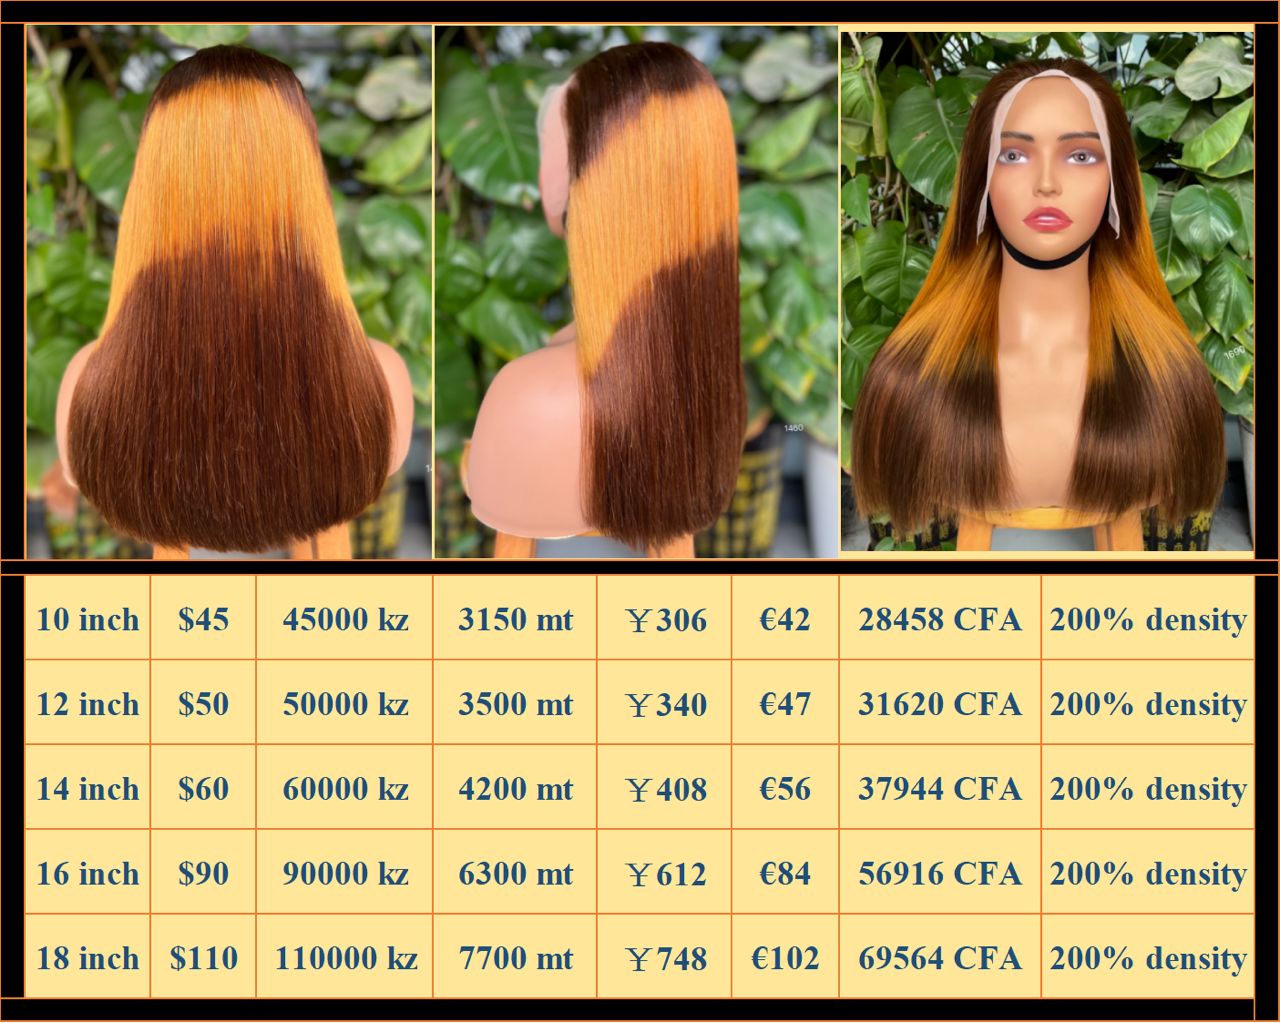 1460
1690
10 inch $45 45000 kz 3150 mt ￥306 €42 28458 CFA 200% density
12 inch $50 50000 kz 3500 mt ￥340 €47 31620 CFA 200% density
14 inch $60 60000 kz 4200 mt ￥408 €56 37944 CFA 200% density
16 inch $90 90000 kz 6300 mt ￥612 €84 56916 CFA 200% density
18 inch $110 110000 kz 7700 mt ￥748 €102 69564 CFA 200% density